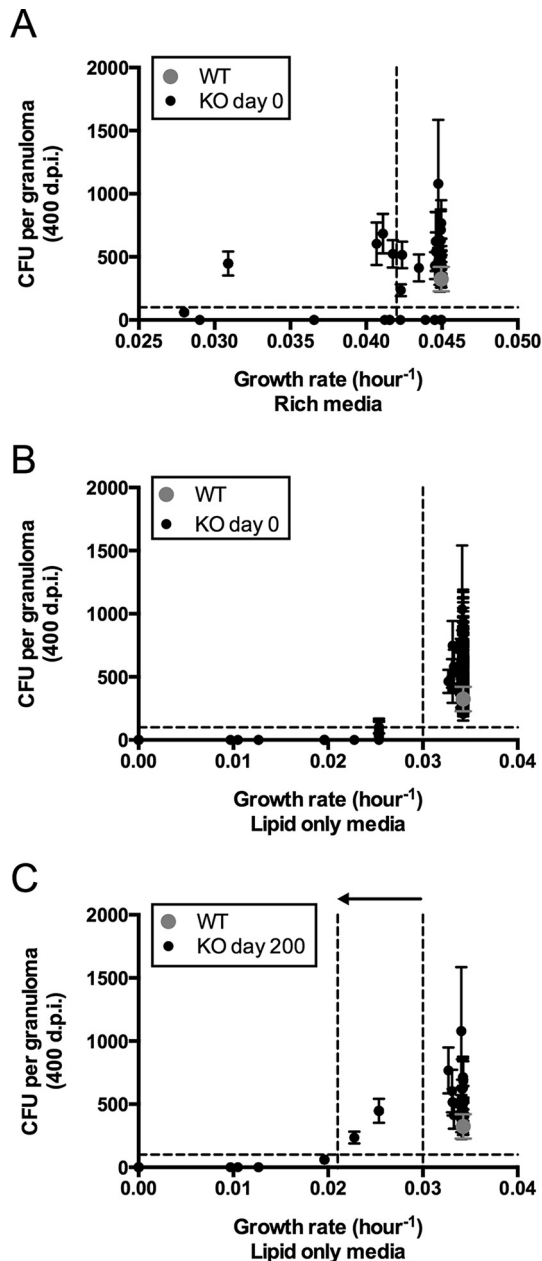 A
2000
1500
1000
500
0
CFU per granuloma
(400 d.p.i.)
WT
KO day 0
0.025 0.030 0.035 0.040 0.045 0.050
Growth rate (hour⁻¹)
Rich media
B
2000
1500
1000
500
0
CFU per granuloma
(400 d.p.i.)
WT
KO day 0
0.00 0.01 0.02 0.03 0.04
Growth rate (hour⁻¹)
Lipid only media
C
2000
1500
1000
500
0
CFU per granuloma
(400 d.p.i.)
WT
KO day 200
0.00 0.01 0.02 0.03 0.04
Growth rate (hour⁻¹)
Lipid only media